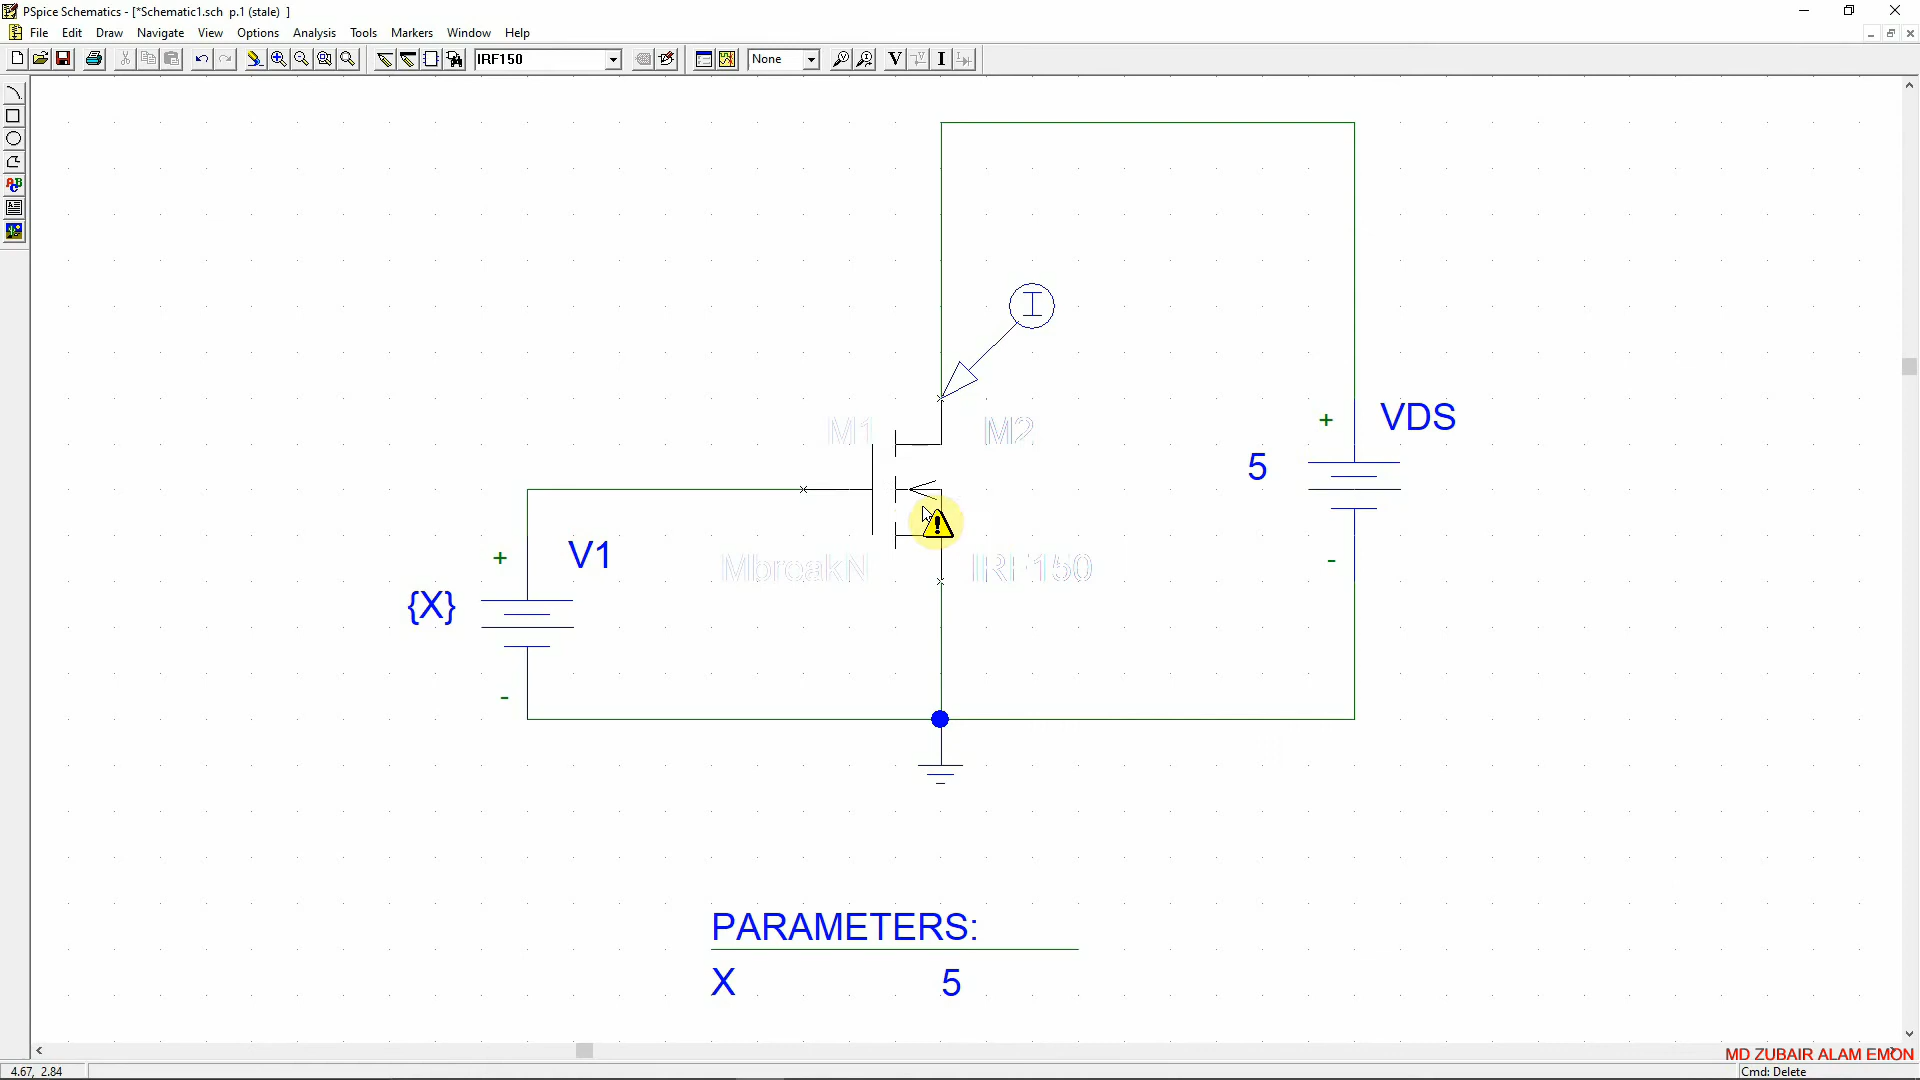 PSpice Schematics - [*Schematic1.sch p.1 (stale) ]
File Edit Draw Navigate View Options Analysis Tools Markers Window Help
IRF150
None
V
I
ABC
I
M1 M2
+ VDS
5
+ V1
MbreakN IRF150
-
{X}
-
PARAMETERS:
X 5
MD ZUBAIR ALAM EMON
4.67, 2.84
Cmd: Delete